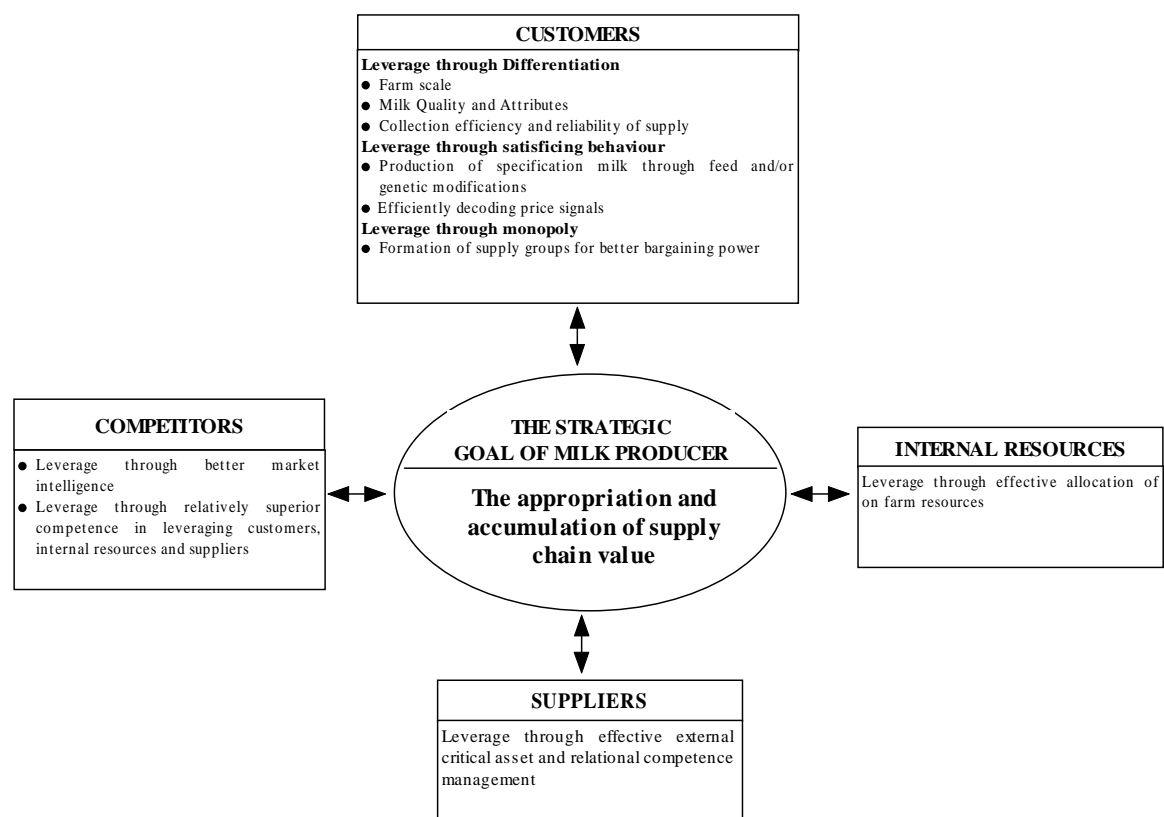 CUSTOMERS
Leverage through Differentiation
● Farm scale
● Milk Quality and Attributes
● Collection efficiency and reliability of supply
Leverage through satisficing behaviour
● Production of specification milk through feed and/or
genetic modifications
● Efficiently decoding price signals
Leverage through monopoly
● Formation of supply groups for better bargaining power
COMPETITORS
● Leverage through better market
intelligence
● Leverage through relatively superior
competence in leveraging customers,
internal resources and suppliers
THE STRATEGIC
GOAL OF MILK PRODUCER
The appropriation and
accumulation of supply
chain value
INTERNAL RESOURCES
Leverage through effective allocation of
on farm resources
SUPPLIERS
Leverage through effective external
critical asset and relational competence
management